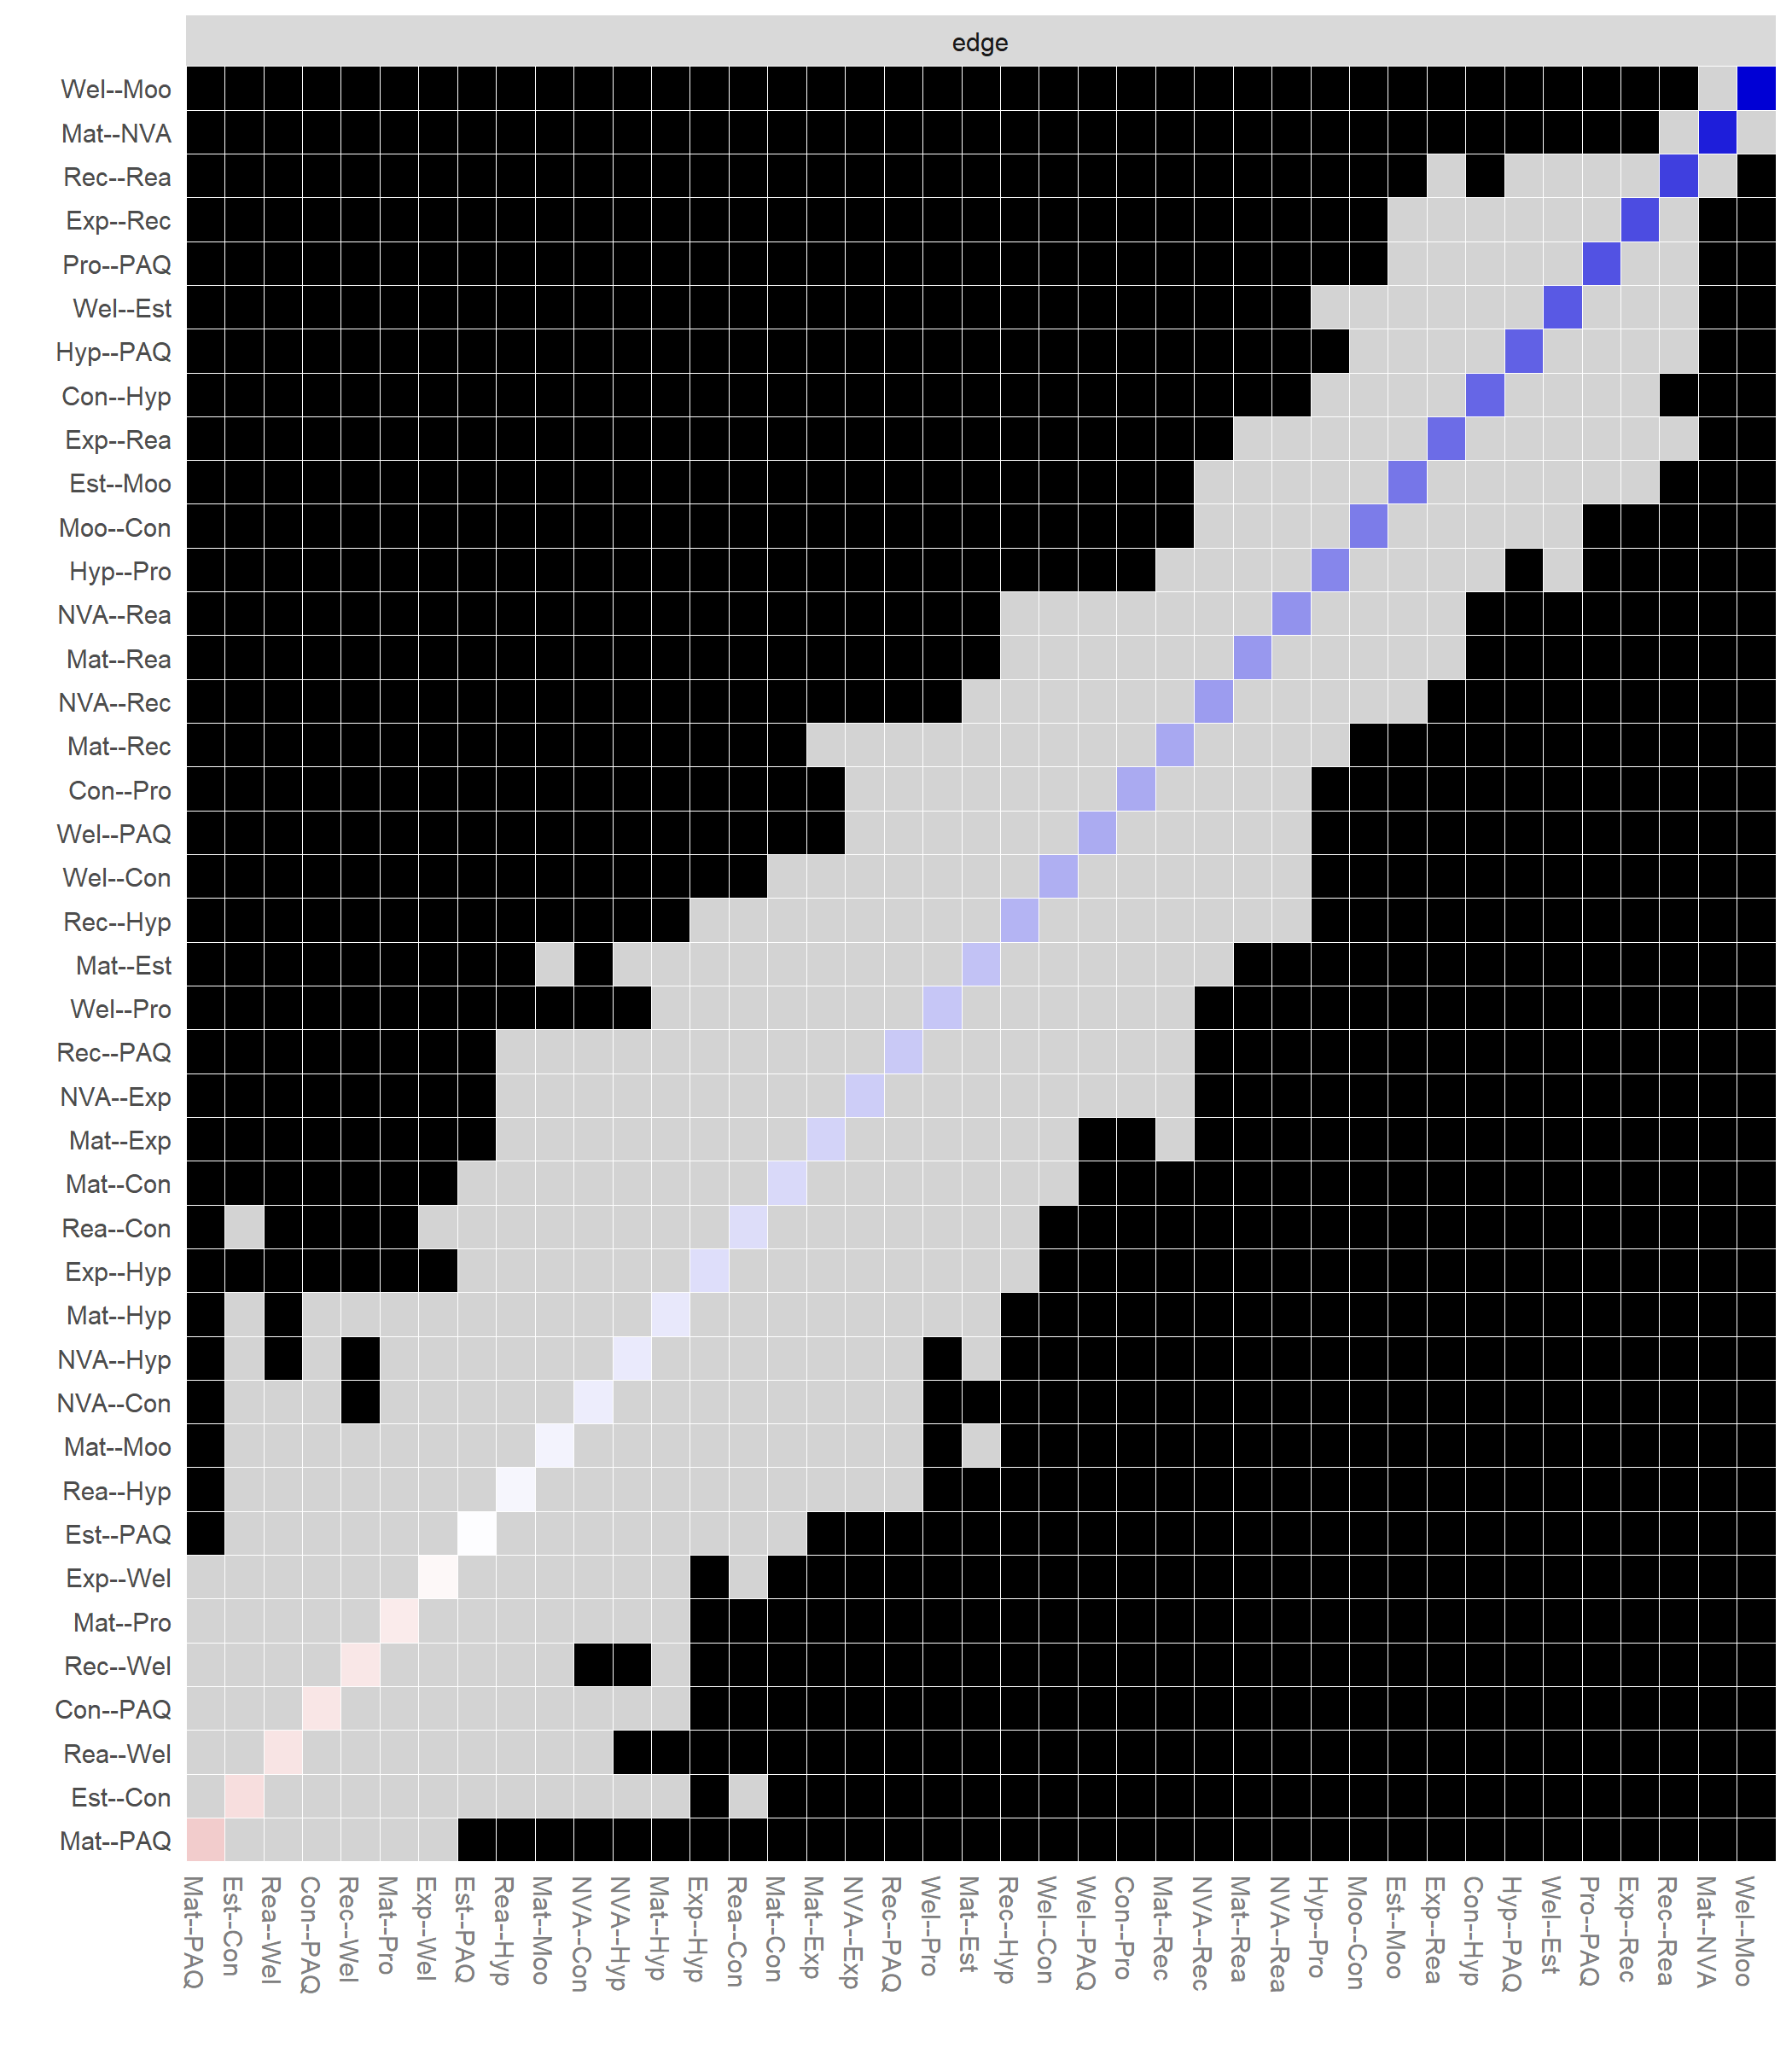 edge
Wel--Moo
Mat--NVA
Rec--Rea
Exp--Rec
Pro--PAQ
Wel--Est
Hyp--PAQ
Con--Hyp
Exp--Rea
Est--Moo
Moo--Con
Hyp--Pro
NVA--Rea
Mat--Rea
NVA--Rec
Mat--Rec
Con--Pro
Wel--PAQ
Wel--Con
Rec--Hyp
Mat--Est
Wel--Pro
Rec--PAQ
NVA--Exp
Mat--Exp
Mat--Con
Rea--Con
Exp--Hyp
Mat--Hyp
NVA--Hyp
NVA--Con
Mat--Moo
Rea--Hyp
Est--PAQ
Exp--Wel
Mat--Pro
Rec--Wel
Con--PAQ
Rea--Wel
Est--Con
Mat--PAQ
Mat--PAQ
Est--Con
Rea--Wel
Con--PAQ
Rec--Wel
Mat--Pro
Exp--Wel
Est--PAQ
Rea--Hyp
Mat--Moo
NVA--Con
NVA--Hyp
Mat--Hyp
Exp--Hyp
Rea--Con
Mat--Con
Mat--Exp
NVA--Exp
Rec--PAQ
Wel--Pro
Mat--Est
Rec--Hyp
Wel--Con
Wel--PAQ
Con--Pro
Mat--Rec
NVA--Rec
Mat--Rea
NVA--Rea
Hyp--Pro
Moo--Con
Est--Moo
Exp--Rea
Con--Hyp
Hyp--PAQ
Wel--Est
Pro--PAQ
Exp--Rec
Rec--Rea
Mat--NVA
Wel--Moo